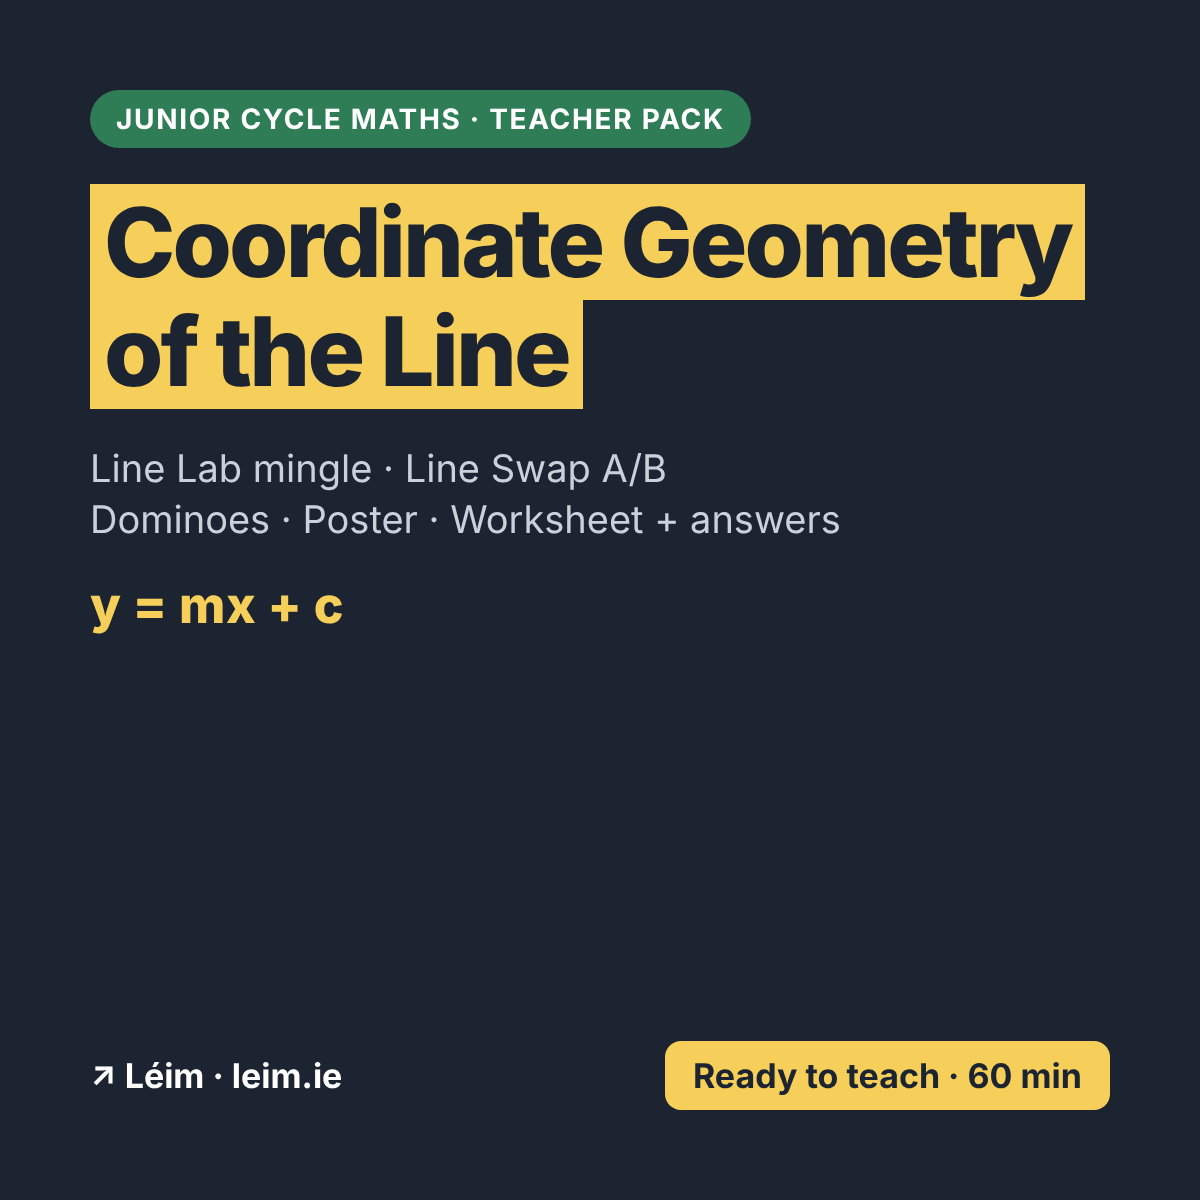 JUNIOR CYCLE MATHS · TEACHER PACK
Coordinate Geometry
of the Line
Line Lab mingle · Line Swap A/B
Dominoes · Poster · Worksheet + answers
y = mx + c
↗ Léim · leim.ie
Ready to teach · 60 min